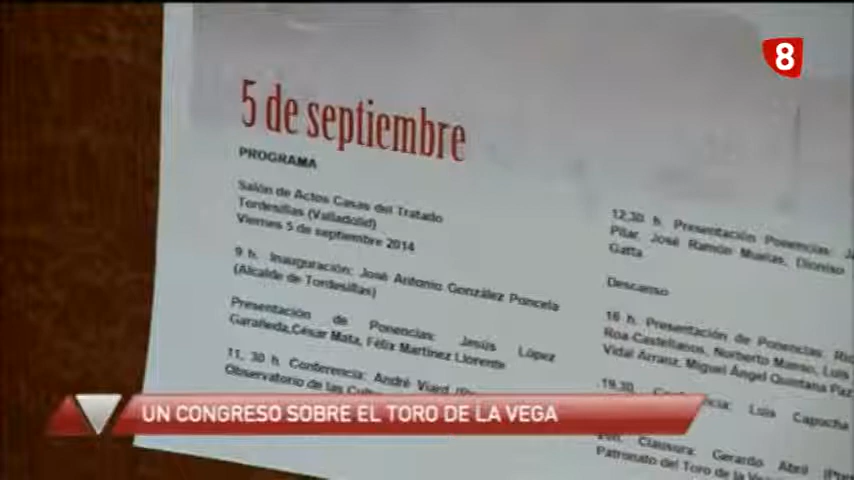 8
5 de septiembre
PROGRAMA
Salón de Actos Casas del Tratado
Tordesillas (Valladolid)
Viernes 5 de septiembre 2014
9 h. Inauguración: José Antonio González Poncela
(Alcalde de Tordesillas)
Presentación de Ponencias: Jesús López
Garañeda,César Mata, Félix Martínez Llorente
11, 30 h. Conferencia: André Viard
Observatorio de las
12,30 h. Presentación Ponencias:
Pilar, José Ramón Muelas, Dionisio
Gatta
Descanso
16 h. Presentación de Ponencias:
Roa Castellanos, Norberto Manso, Luis
Vidal Arranz, Miguel Ángel Quintana Paz
19,30 Luis Capucha
Clausura: Gerardo Abril
Patronato del Toro de la
UN CONGRESO SOBRE EL TORO DE LA VEGA